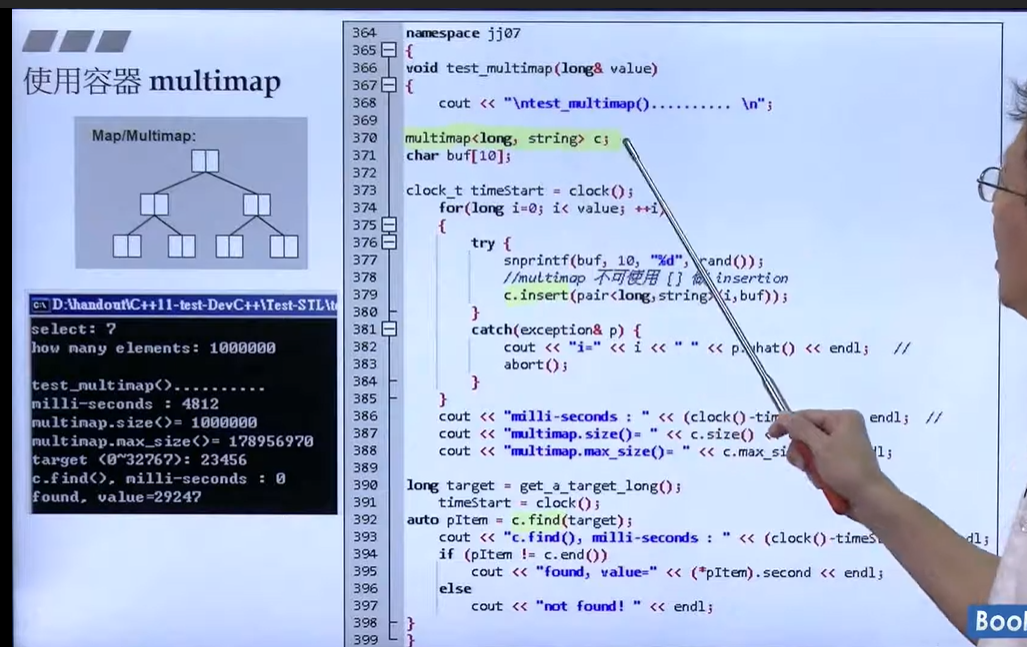 使用容器 multimap
Map/Multimap:
D:\handout\C++11-test-DevC++\Test-STL\t
select: 7
how many elements: 1000000
test_multimap()..........
milli-seconds : 4812
multimap.size()= 1000000
multimap.max_size()= 178956970
target (0~32767): 23456
c.find(), milli-seconds : 0
found, value=29247
364 namespace jj07
365 {
366 void test_multimap(long& value)
367 {
368 cout << "\ntest_multimap().......... \n";
369
370 multimap<long, string> c;
371 char buf[10];
372
373 clock_t timeStart = clock();
374 for(long i=0; i< value; ++i)
375 {
376 try {
377 snprintf(buf, 10, "%d", rand());
378 //multimap 不可使用 [] insertion
379 c.insert(pair<long,string>(i,buf));
380 }
381 catch(exception& p) {
382 cout << "i=" << i << " " << p.what() << endl; //
383 abort();
384 }
385 }
386 cout << "milli-seconds : " << (clock()-tim endl; //
387 cout << "multimap.size()= " << c.size() <
388 cout << "multimap.max_size()= " << c.max_si l;
389
390 long target = get_a_target_long();
391 timeStart = clock();
392 auto pItem = c.find(target);
393 cout << "c.find(), milli-seconds : " << (clock()-timeS dl;
394 if (pItem != c.end())
395 cout << "found, value=" << (*pItem).second << endl;
396 else
397 cout << "not found! " << endl;
398 }
399 }
Boo